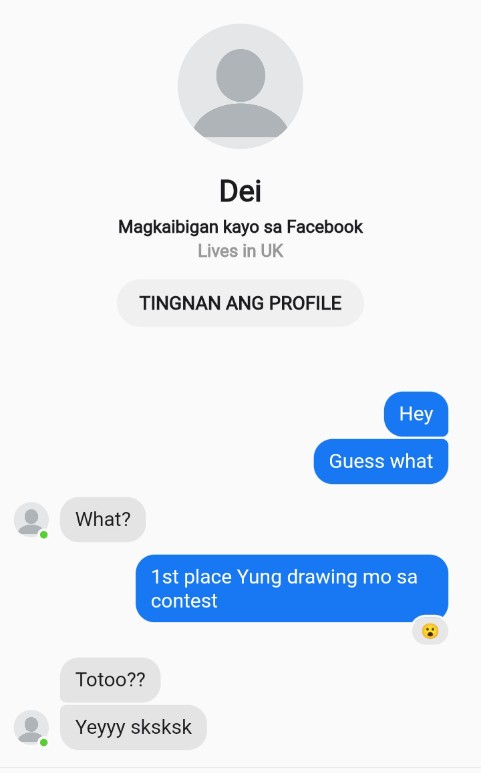 Dei
Magkaibigan kayo sa Facebook
Lives in UK
TINGNAN ANG PROFILE
Hey
Guess what
What?
1st place Yung drawing mo sa
contest
Totoo??
Yeyyy sksksk